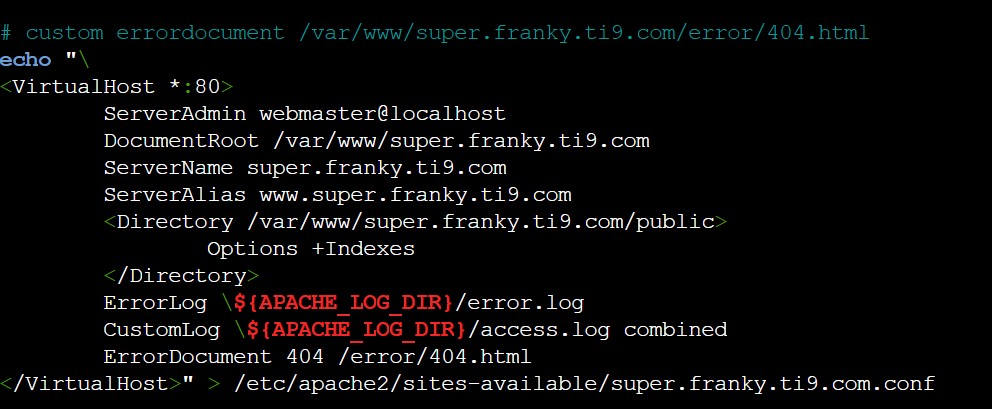 # custom errordocument /var/www/super.franky.ti9.com/error/404.html
echo "\
<VirtualHost *:80>
        ServerAdmin webmaster@localhost
        DocumentRoot /var/www/super.franky.ti9.com
        ServerName super.franky.ti9.com
        ServerAlias www.super.franky.ti9.com
        <Directory /var/www/super.franky.ti9.com/public>
                Options +Indexes
        </Directory>
        ErrorLog \${APACHE_LOG_DIR}/error.log
        CustomLog \${APACHE_LOG_DIR}/access.log combined
        ErrorDocument 404 /error/404.html
</VirtualHost>" > /etc/apache2/sites-available/super.franky.ti9.com.conf